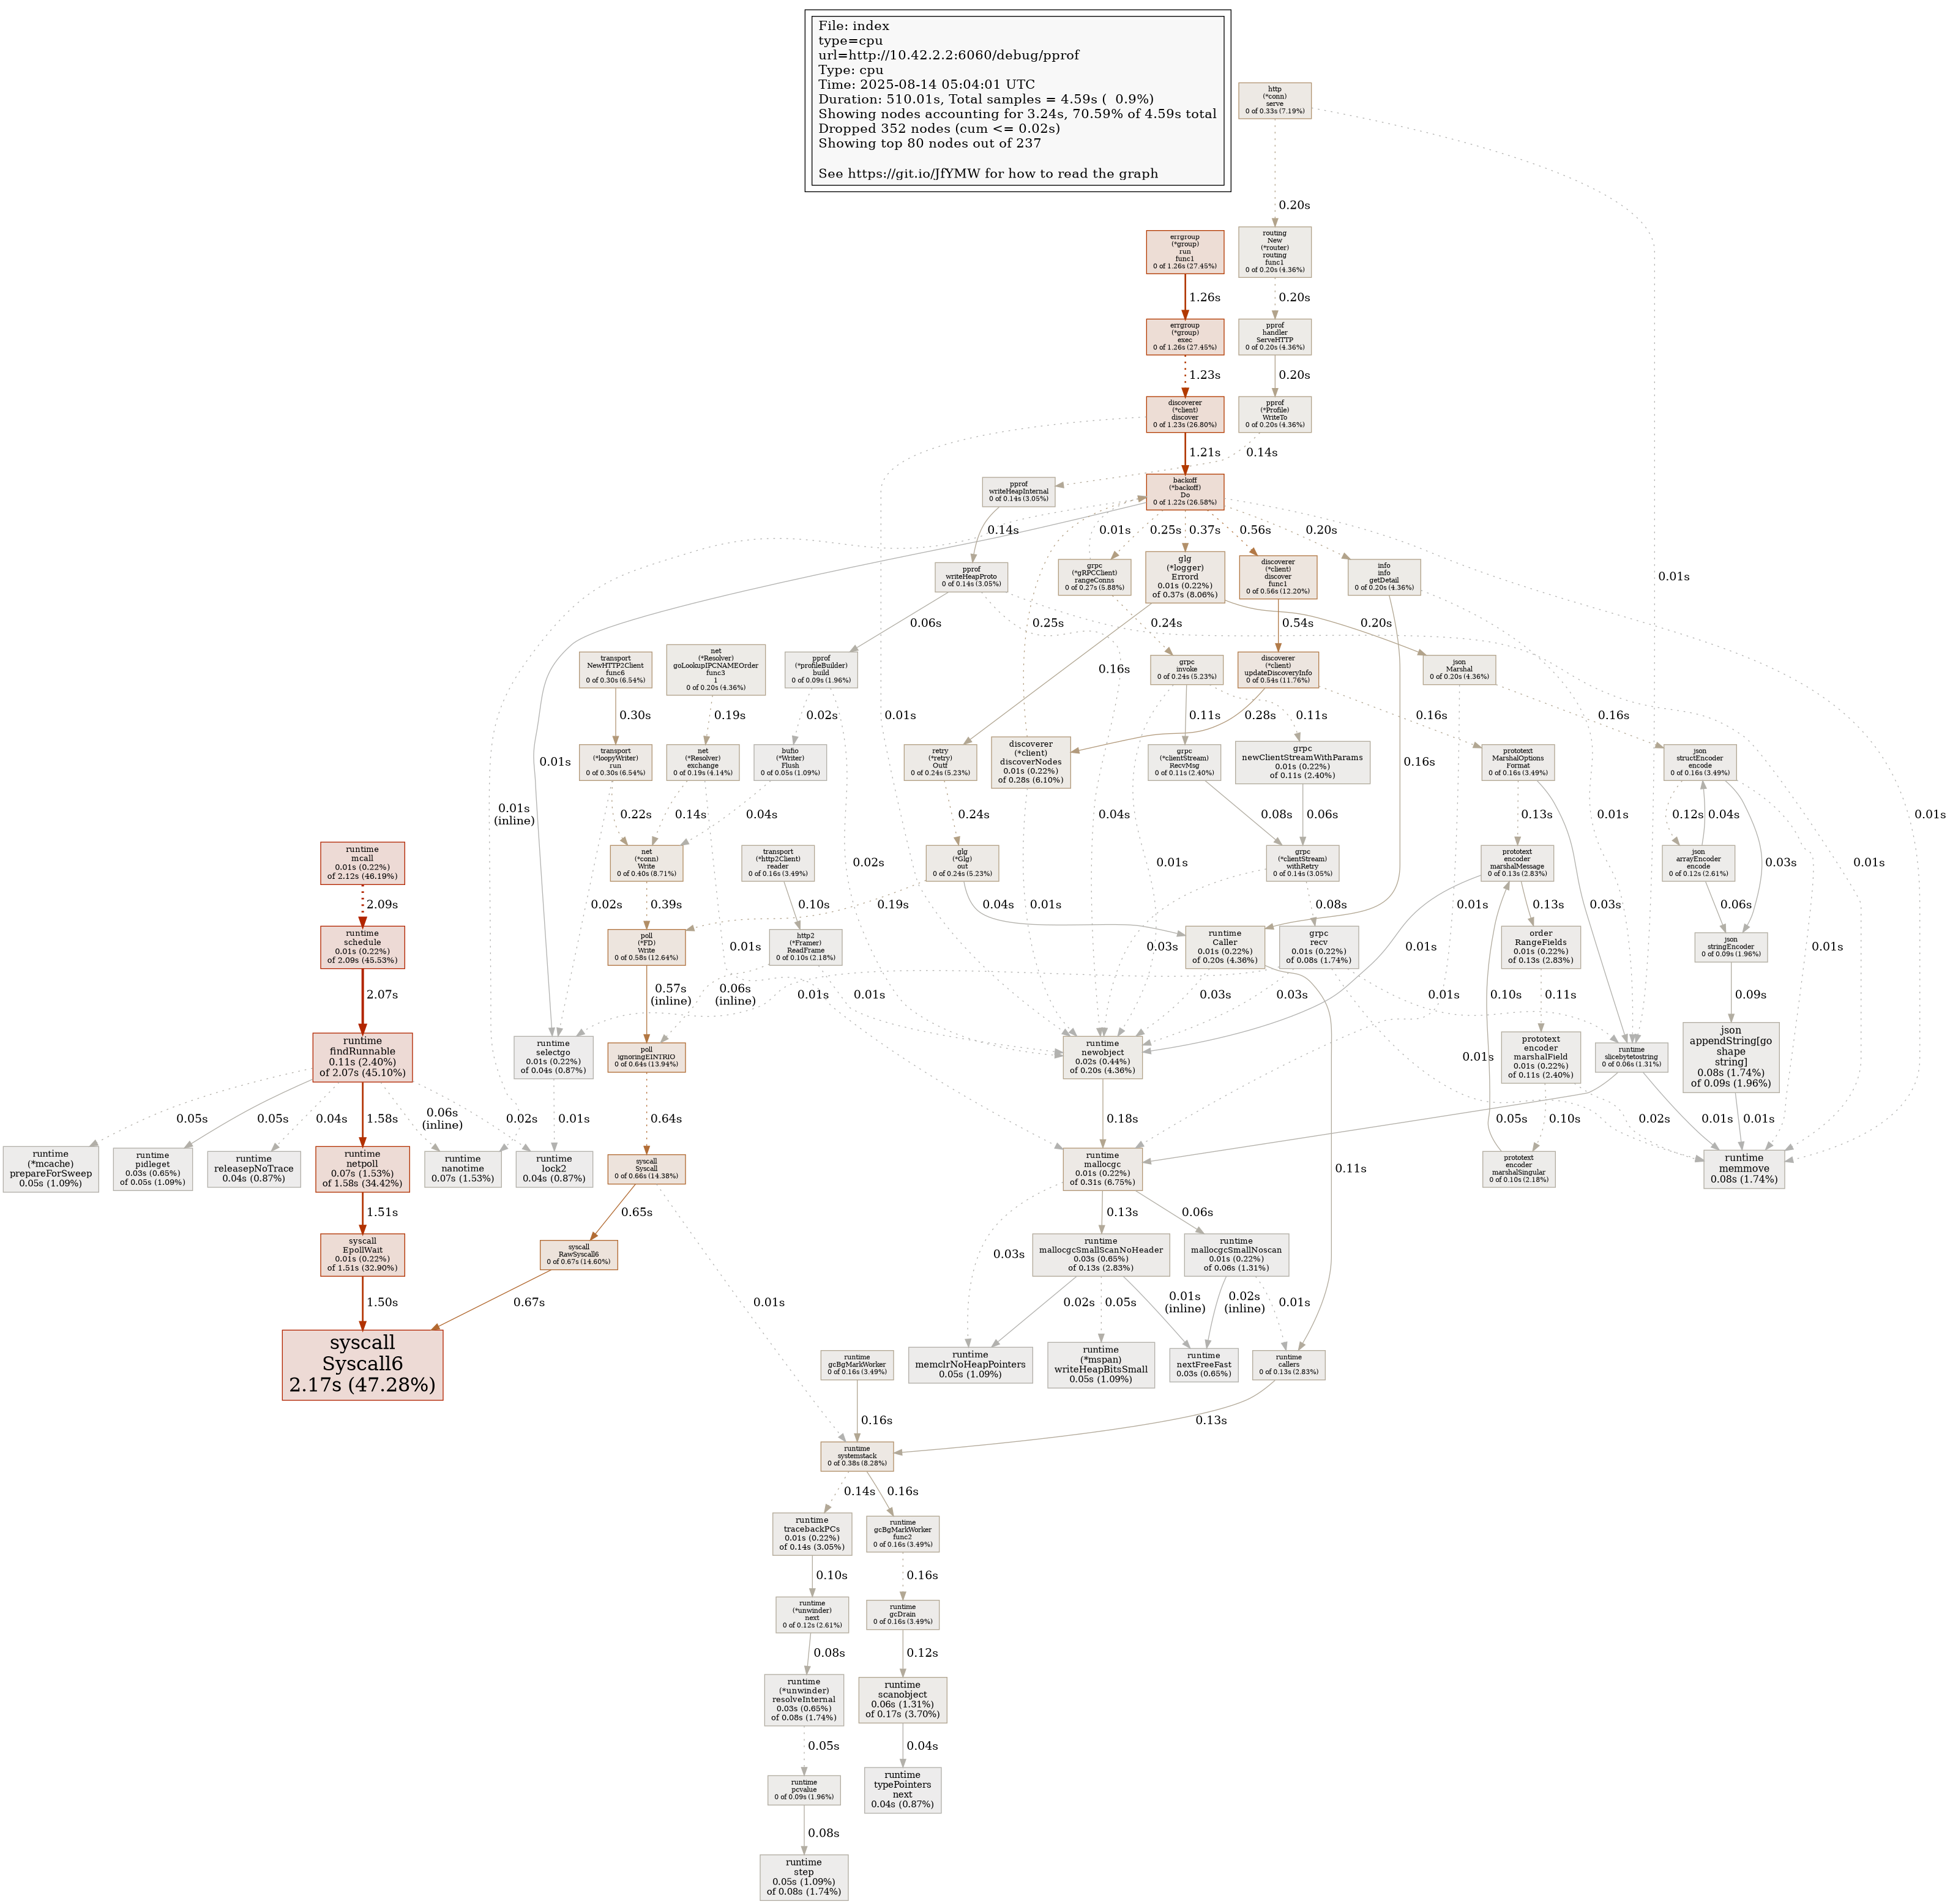 File: index
type=cpu
url=http://10.42.2.2:6060/debug/pprof
Type: cpu
Time: 2025-08-14 05:04:01 UTC
Duration: 510.01s, Total samples = 4.59s (  0.9%)
Showing nodes accounting for 3.24s, 70.59% of 4.59s total
Dropped 352 nodes (cum <= 0.02s)
Showing top 80 nodes out of 237
See https://git.io/JfYMW for how to read the graph
http
(*conn)
serve
0 of 0.33s (7.19%)
0.20s
errgroup
(*group)
run
func1
0 of 1.26s (27.45%)
routing
New
(*router)
routing
func1
0 of 0.20s (4.36%)
1.26s
0.20s
errgroup
(*group)
exec
0 of 1.26s (27.45%)
pprof
handler
ServeHTTP
0 of 0.20s (4.36%)
1.23s
0.20s
discoverer
(*client)
discover
0 of 1.23s (26.80%)
pprof
(*Profile)
WriteTo
0 of 0.20s (4.36%)
1.21s
0.14s
pprof
writeHeapInternal
0 of 0.14s (3.05%)
backoff
(*backoff)
Do
0 of 1.22s (26.58%)
0.14s
0.01s
0.25s
0.37s
0.56s
0.20s
0.01s
pprof
writeHeapProto
0 of 0.14s (3.05%)
grpc
(*gRPCClient)
rangeConns
0 of 0.27s (5.88%)
glg
(*logger)
Errord
0.01s (0.22%)
of 0.37s (8.06%)
discoverer
(*client)
discover
func1
0 of 0.56s (12.20%)
info
info
getDetail
0 of 0.20s (4.36%)
0.06s
0.25s
0.24s
0.54s
0.20s
0.01s
transport
NewHTTP2Client
func6
0 of 0.30s (6.54%)
net
(*Resolver)
goLookupIPCNAMEOrder
func3
1
0 of 0.20s (4.36%)
pprof
(*profileBuilder)
build
0 of 0.09s (1.96%)
0.16s
grpc
invoke
0 of 0.24s (5.23%)
discoverer
(*client)
updateDiscoveryInfo
0 of 0.54s (11.76%)
json
Marshal
0 of 0.20s (4.36%)
0.30s
0.19s
0.02s
0.01s
0.11s
0.28s
0.11s
0.16s
0.16s
transport
(*loopyWriter)
run
0 of 0.30s (6.54%)
net
(*Resolver)
exchange
0 of 0.19s (4.14%)
bufio
(*Writer)
Flush
0 of 0.05s (1.09%)
retry
(*retry)
Outf
0 of 0.24s (5.23%)
discoverer
(*client)
discoverNodes
0.01s (0.22%)
of 0.28s (6.10%)
grpc
(*clientStream)
RecvMsg
0 of 0.11s (2.40%)
grpc
newClientStreamWithParams
0.01s (0.22%)
of 0.11s (2.40%)
prototext
MarshalOptions
Format
0 of 0.16s (3.49%)
json
structEncoder
encode
0 of 0.16s (3.49%)
0.01s
0.16s
0.01s
(inline)
0.22s
0.14s
0.04s
0.24s
0.04s
0.08s
0.06s
0.13s
0.01s
0.12s
0.04s
0.01s
runtime
mcall
0.01s (0.22%)
of 2.12s (46.19%)
net
(*conn)
Write
0 of 0.40s (8.71%)
transport
(*http2Client)
reader
0 of 0.16s (3.49%)
glg
(*Glg)
out
0 of 0.24s (5.23%)
grpc
(*clientStream)
withRetry
0 of 0.14s (3.05%)
prototext
encoder
marshalMessage
0 of 0.13s (2.83%)
json
arrayEncoder
encode
0 of 0.12s (2.61%)
0.02s
0.01s
0.03s
0.03s
2.09s
0.02s
0.39s
0.10s
0.19s
0.04s
0.01s
0.08s
0.01s
0.13s
0.06s
runtime
schedule
0.01s (0.22%)
of 2.09s (45.53%)
poll
(*FD)
Write
0 of 0.58s (12.64%)
http2
(*Framer)
ReadFrame
0 of 0.10s (2.18%)
runtime
Caller
0.01s (0.22%)
of 0.20s (4.36%)
grpc
recv
0.01s (0.22%)
of 0.08s (1.74%)
order
RangeFields
0.01s (0.22%)
of 0.13s (2.83%)
json
stringEncoder
0 of 0.09s (1.96%)
0.01s
0.03s
0.01s
0.01s
2.07s
0.57s
(inline)
0.06s
(inline)
0.01s
0.01s
0.03s
0.03s
0.01s
0.10s
0.11s
0.09s
runtime
findRunnable
0.11s (2.40%)
of 2.07s (45.10%)
runtime
selectgo
0.01s (0.22%)
of 0.04s (0.87%)
poll
ignoringEINTRIO
0 of 0.64s (13.94%)
runtime
newobject
0.02s (0.44%)
of 0.20s (4.36%)
prototext
encoder
marshalField
0.01s (0.22%)
of 0.11s (2.40%)
runtime
slicebytetostring
0 of 0.06s (1.31%)
json
appendString[go
shape
string]
0.08s (1.74%)
of 0.09s (1.96%)
0.01s
0.05s
0.05s
0.04s
1.58s
0.06s
(inline)
0.02s
0.01s
0.64s
0.18s
0.05s
0.10s
0.02s
0.01s
0.01s
runtime
(*mcache)
prepareForSweep
0.05s (1.09%)
runtime
pidleget
0.03s (0.65%)
of 0.05s (1.09%)
runtime
releasepNoTrace
0.04s (0.87%)
runtime
netpoll
0.07s (1.53%)
of 1.58s (34.42%)
runtime
nanotime
0.07s (1.53%)
runtime
lock2
0.04s (0.87%)
syscall
Syscall
0 of 0.66s (14.38%)
runtime
mallocgc
0.01s (0.22%)
of 0.31s (6.75%)
0.11s
prototext
encoder
marshalSingular
0 of 0.10s (2.18%)
runtime
memmove
0.08s (1.74%)
1.51s
0.65s
0.13s
0.06s
syscall
EpollWait
0.01s (0.22%)
of 1.51s (32.90%)
syscall
RawSyscall6
0 of 0.67s (14.60%)
0.03s
runtime
mallocgcSmallScanNoHeader
0.03s (0.65%)
of 0.13s (2.83%)
runtime
mallocgcSmallNoscan
0.01s (0.22%)
of 0.06s (1.31%)
1.50s
0.67s
0.01s
0.02s
0.05s
0.01s
(inline)
0.02s
(inline)
0.01s
syscall
Syscall6
2.17s (47.28%)
runtime
gcBgMarkWorker
0 of 0.16s (3.49%)
runtime
memclrNoHeapPointers
0.05s (1.09%)
runtime
(*mspan)
writeHeapBitsSmall
0.05s (1.09%)
runtime
nextFreeFast
0.03s (0.65%)
runtime
callers
0 of 0.13s (2.83%)
0.16s
0.13s
runtime
systemstack
0 of 0.38s (8.28%)
0.14s
0.16s
runtime
tracebackPCs
0.01s (0.22%)
of 0.14s (3.05%)
runtime
gcBgMarkWorker
func2
0 of 0.16s (3.49%)
0.10s
0.16s
runtime
(*unwinder)
next
0 of 0.12s (2.61%)
runtime
gcDrain
0 of 0.16s (3.49%)
0.08s
0.12s
runtime
(*unwinder)
resolveInternal
0.03s (0.65%)
of 0.08s (1.74%)
runtime
scanobject
0.06s (1.31%)
of 0.17s (3.70%)
0.05s
0.04s
runtime
pcvalue
0 of 0.09s (1.96%)
runtime
typePointers
next
0.04s (0.87%)
0.08s
runtime
step
0.05s (1.09%)
of 0.08s (1.74%)